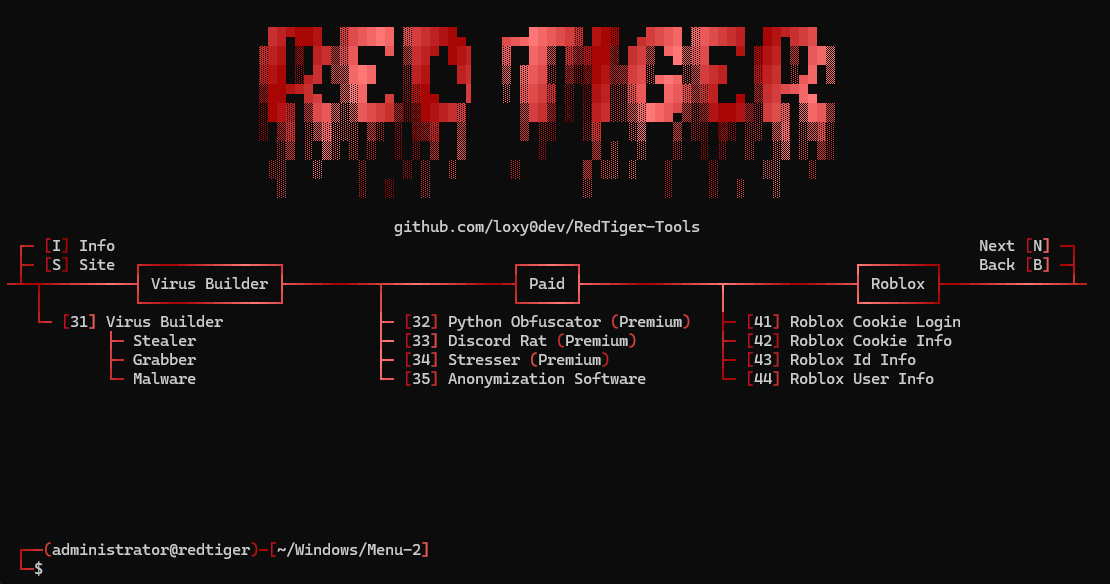 RED TIGER
github.com/loxy0dev/RedTiger-Tools
[I] Info
Next [N]
[S] Site
Back [B]
Virus Builder
Paid
Roblox
[31] Virus Builder
[32] Python Obfuscator (Premium)
[41] Roblox Cookie Login
Stealer
[33] Discord Rat (Premium)
[42] Roblox Cookie Info
Grabber
[34] Stresser (Premium)
[43] Roblox Id Info
Malware
[35] Anonymization Software
[44] Roblox User Info
(administrator@redtiger)-[~/Windows/Menu-2]
$